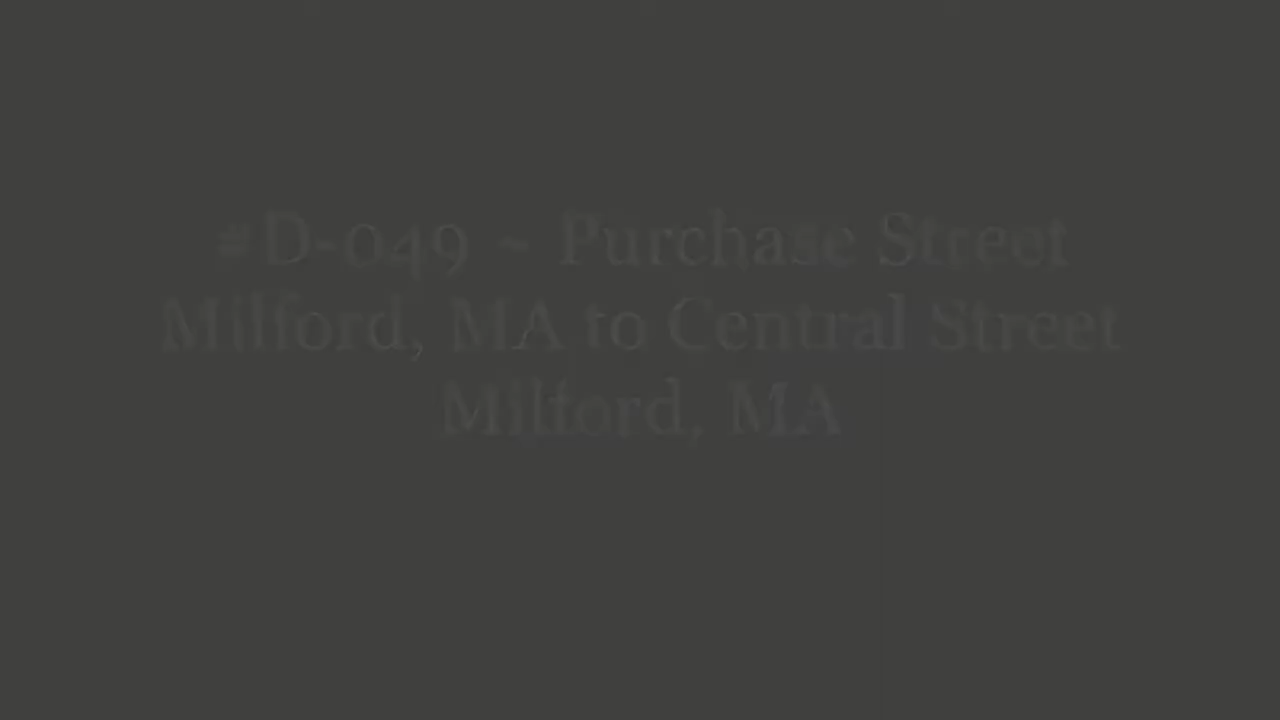 #D-049 ~ Purchase Street
Milford, MA to Central Street
Milford, MA